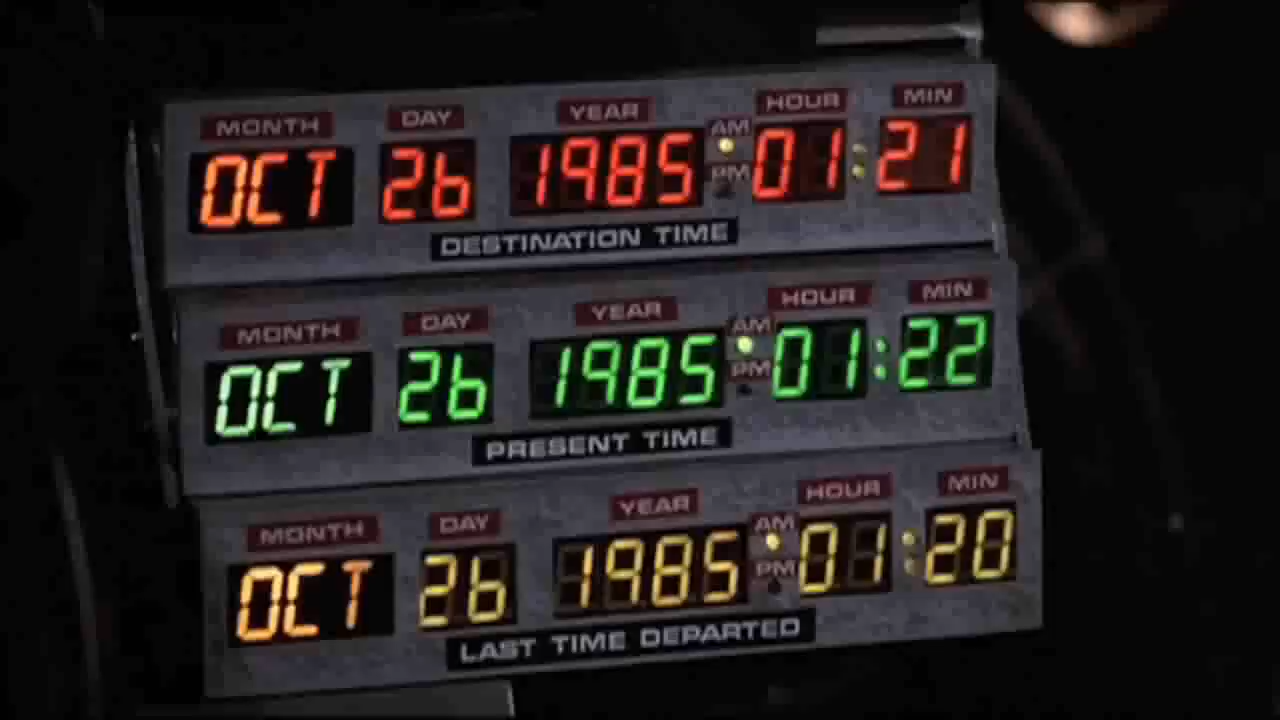 MONTH DAY YEAR HOUR MIN
OCT 26 1985 AM PM 01:21
DESTINATION TIME
MONTH DAY YEAR HOUR MIN
OCT 26 1985 AM PM 01:22
PRESENT TIME
MONTH DAY YEAR HOUR MIN
OCT 26 1985 AM PM 01:20
LAST TIME DEPARTED